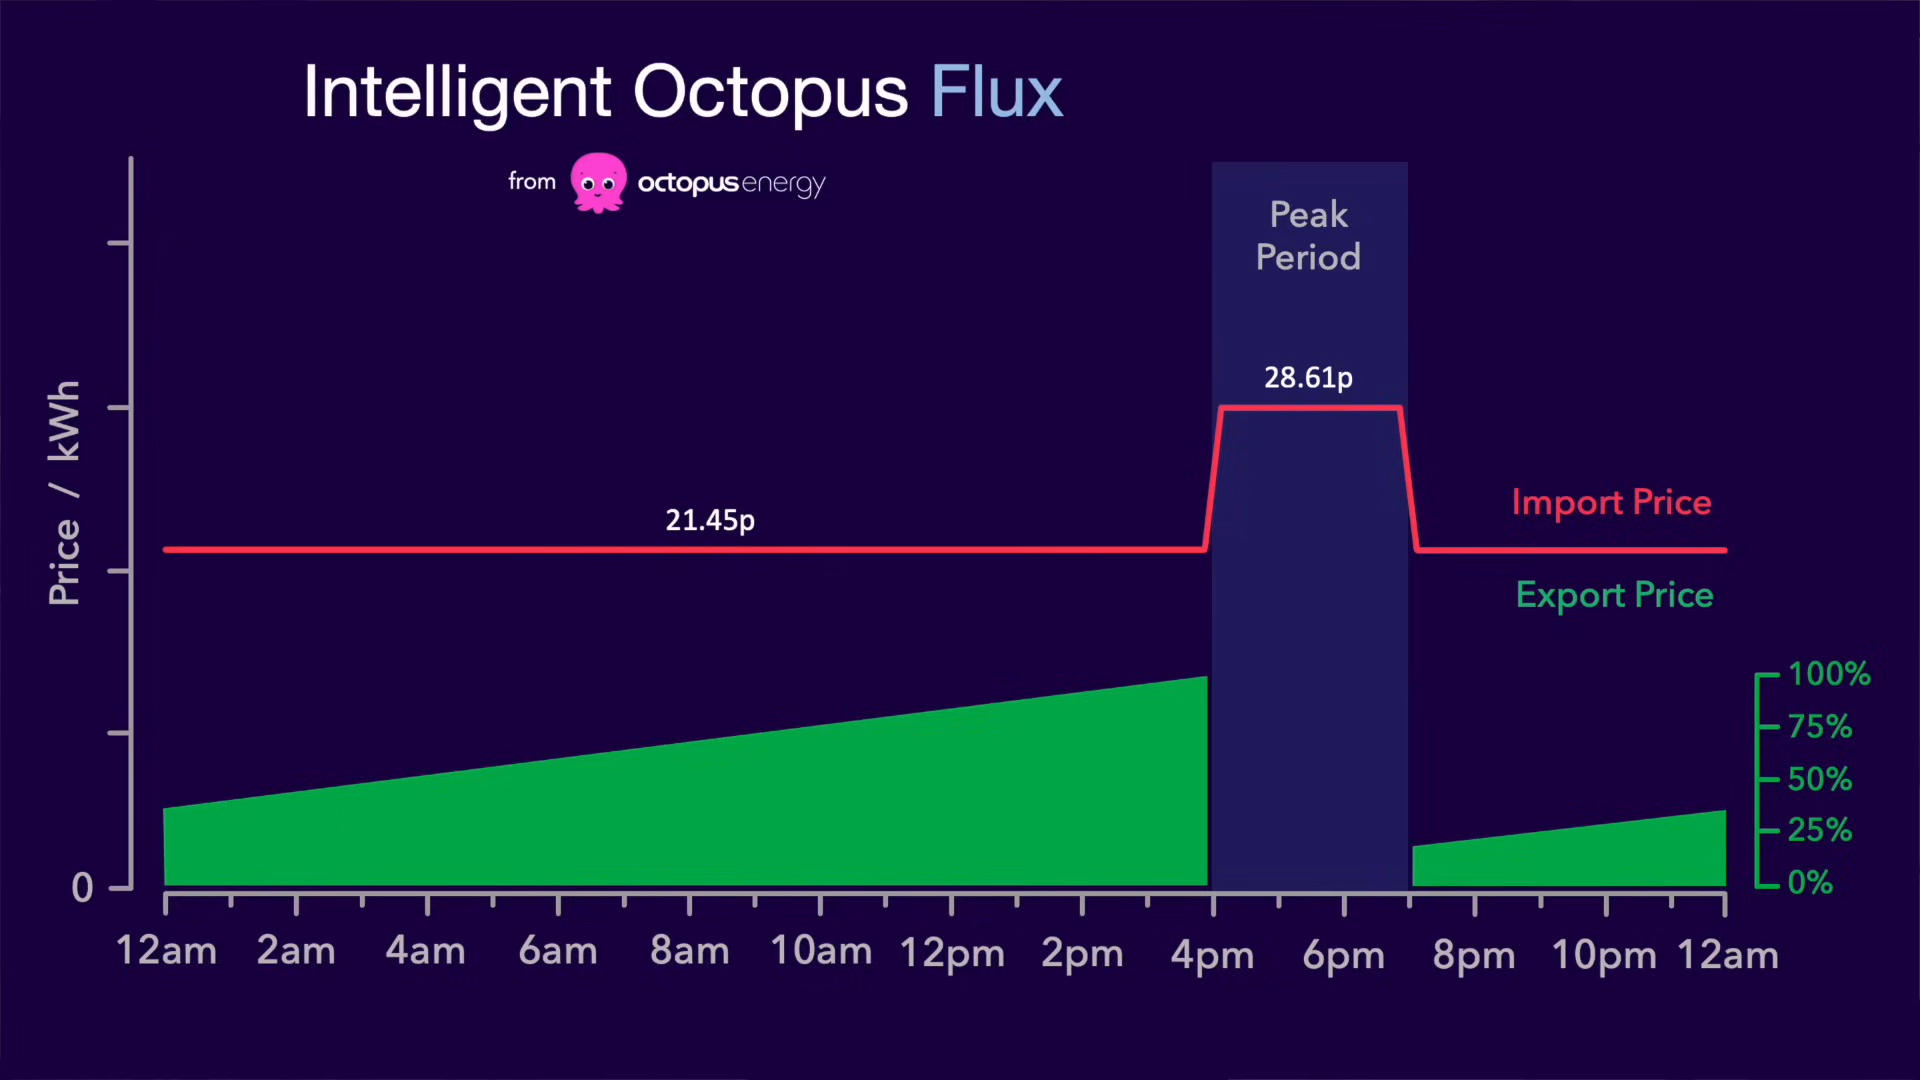 Intelligent Octopus Flux
from octopusenergy
Peak
Period
28.61p
21.45p
Import Price
Export Price
Price / kWh
100%
75%
50%
25%
0%
0
12am 2am 4am 6am 8am 10am 12pm 2pm 4pm 6pm 8pm 10pm 12am